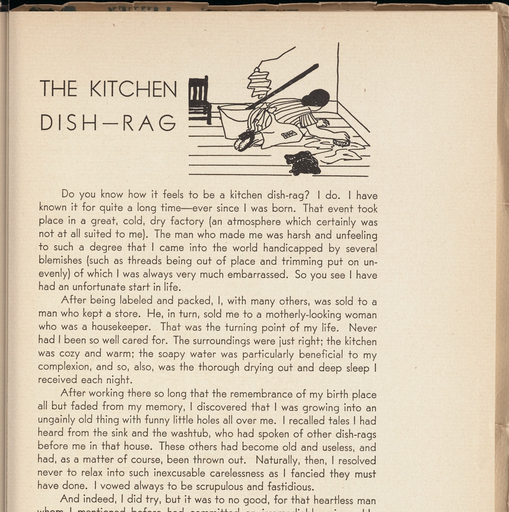 THE KITCHEN
DISH—RAG
Do you know how it feels to be a kitchen dish-rag? I do. I have
known it for quite a long time—ever since I was born. That event took
place in a great, cold, dry factory (an atmosphere which certainly was
not at all suited to me). The man who made me was harsh and unfeeling
to such a degree that I came into the world handicapped by several
blemishes (such as threads being out of place and trimming put on un-
evenly) of which I was always very much embarrassed. So you see I have
had an unfortunate start in life.
After being labeled and packed, I, with many others, was sold to a
man who kept a store. He, in turn, sold me to a motherly-looking woman
who was a housekeeper. That was the turning point of my life. Never
had I been so well cared for. The surroundings were just right; the kitchen
was cozy and warm; the soapy water was particularly beneficial to my
complexion, and so, also, was the thorough drying out and deep sleep I
received each night.
After working there so long that the remembrance of my birth place
all but faded from my memory, I discovered that I was growing into an
ungainly old thing with funny little holes all over me. I recalled tales I had
heard from the sink and the washtub, who had spoken of other dish-rags
before me in that house. These others had become old and useless, and
had, as a matter of course, been thrown out. Naturally, then, I resolved
never to relax into such inexcusable carelessness as I fancied they must
have done. I vowed always to be scrupulous and fastidious.
And indeed, I did try, but it was to no good, for that heartless man
whom I mentioned before had committed an